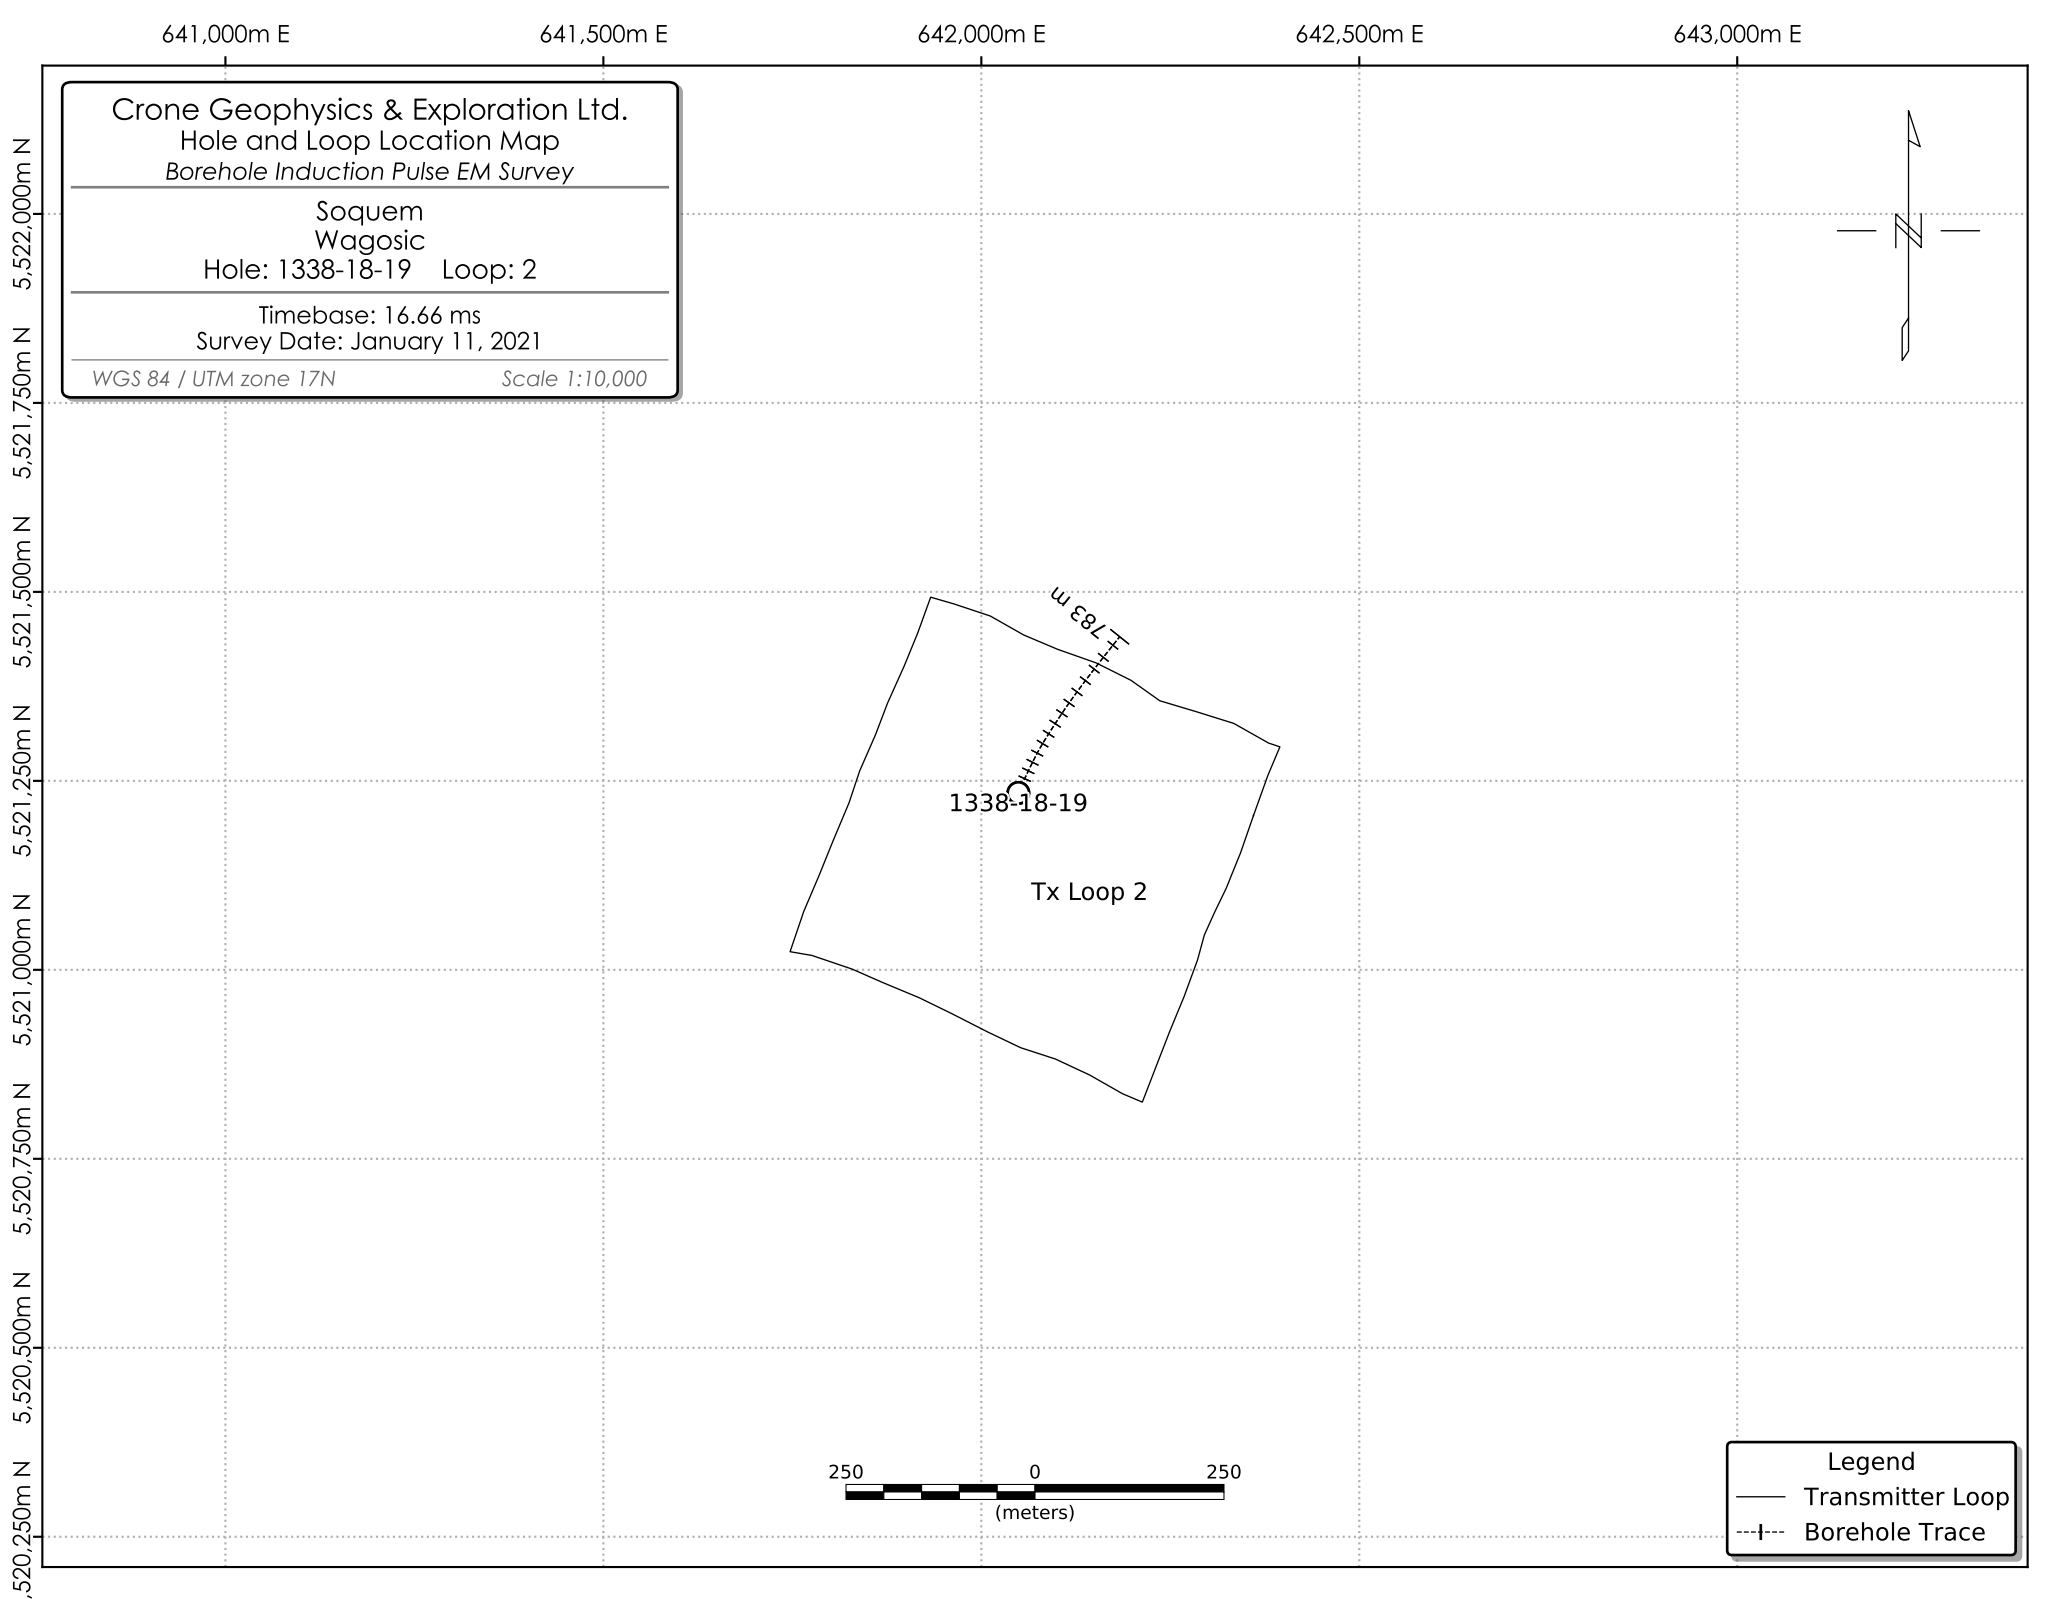 641,000m E 641,500m E 642,000m E 642,500m E 643,000m E
Crone Geophysics & Exploration Ltd.
Hole and Loop Location Map
Borehole Induction Pulse EM Survey
Soquem
Wagosic
Hole: 1338-18-19 Loop: 2
Timebase: 16.66 ms
Survey Date: January 11, 2021
WGS 84 / UTM zone 17N Scale 1:10,000
N
5,522,000m N
5,521,750m N
5,521,500m N
5,521,250m N
5,521,000m N
5,520,750m N
5,520,500m N
,520,250m N
783 m
1338-18-19
Tx Loop 2
250 0 250
(meters)
Legend
Transmitter Loop
Borehole Trace